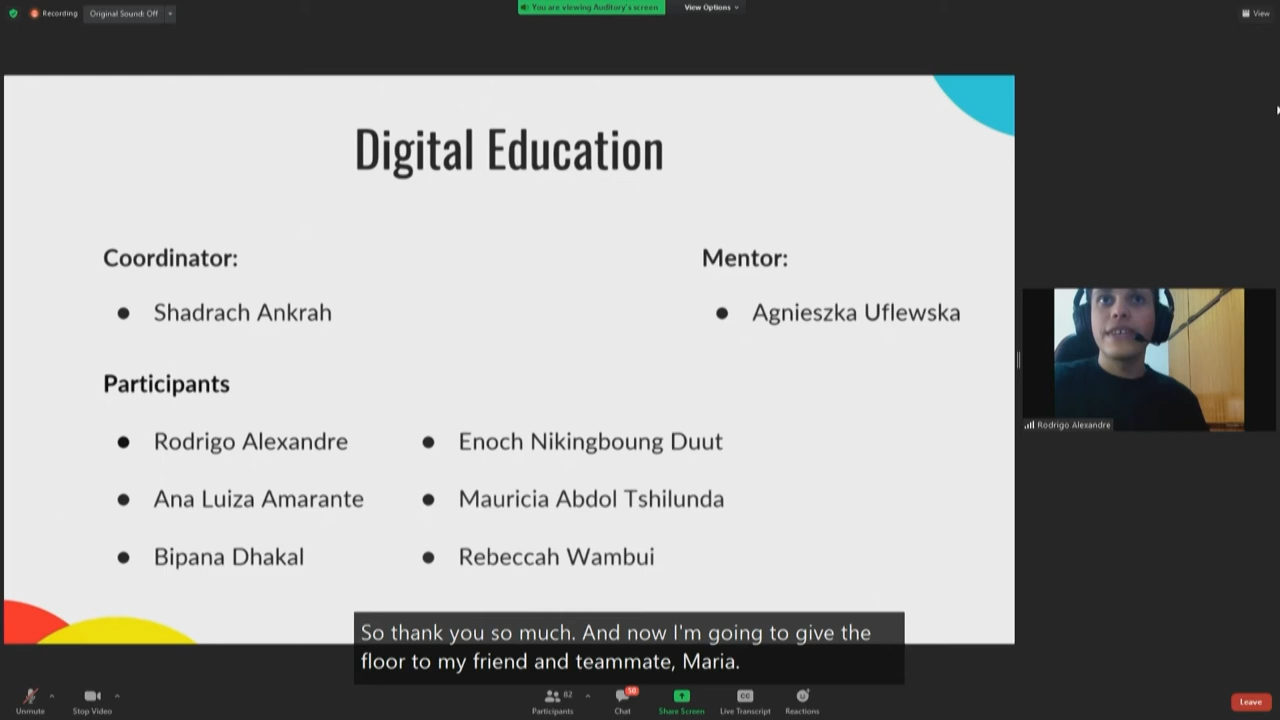 Recording
Original Sound: Off
You are viewing Auditory's screen
View Options
View
Digital Education
Coordinator:
Mentor:
Shadrach Ankrah
Agnieszka Uflewska
Participants
Rodrigo Alexandre
Enoch Nikingboung Duut
Ana Luiza Amarante
Mauricia Abdol Tshilunda
Bipana Dhakal
Rebeccah Wambui
Rodrigo Alexandre
So thank you so much. And now I'm going to give the
floor to my friend and teammate, Maria.
82
50
CC
Unmute
Stop Video
Participants
Chat
Share Screen
Live Transcript
Reactions
Leave